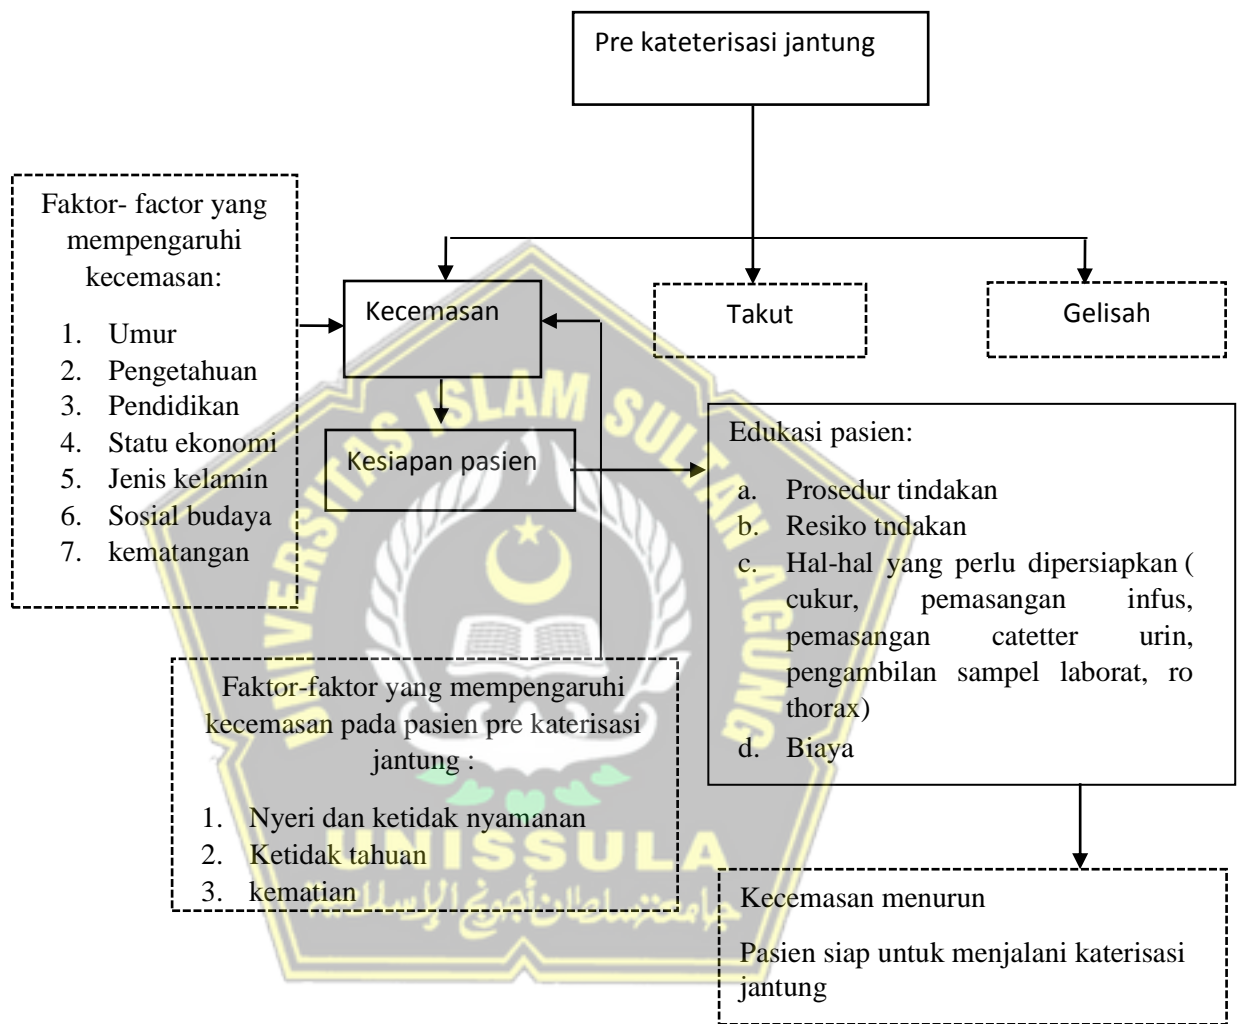 Pre kateterisasi jantung
Faktor- factor yang
mempengaruhi
kecemasan:
1. Umur
2. Pengetahuan
3. Pendidikan
4. Statu ekonomi
5. Jenis kelamin
6. Sosial budaya
7. kematangan
Kecemasan
Takut
Gelisah
Kesiapan pasien
Edukasi pasien:
a. Prosedur tindakan
b. Resiko tndakan
c. Hal-hal yang perlu dipersiapkan (
cukur, pemasangan infus,
pemasangan catetter urin,
pengambilan sampel laborat, ro
thorax)
d. Biaya
Faktor-faktor yang mempengaruhi
kecemasan pada pasien pre katerisasi
jantung :
1. Nyeri dan ketidak nyamanan
2. Ketidak tahuan
3. kematian
Kecemasan menurun
Pasien siap untuk menjalani katerisasi
jantung
UNIVERSITAS ISLAM SULTAN AGUNG
UNISSULA
جامعة سلطان أجونج الإسلامية